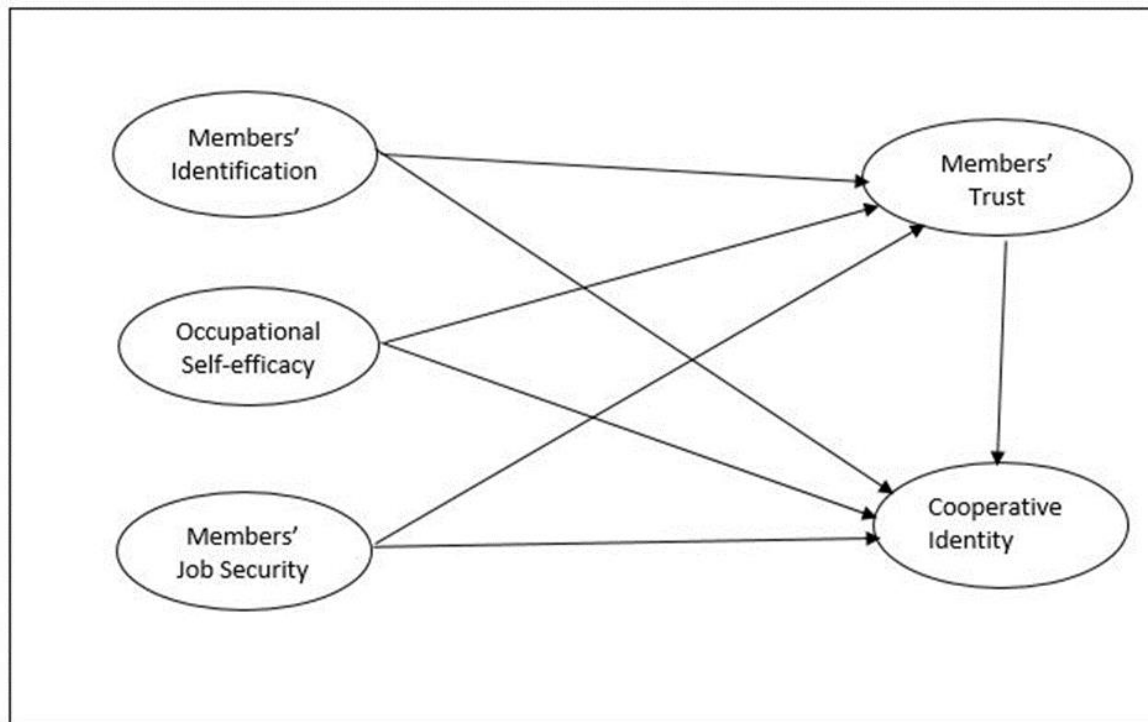 Members’
Identification
Members’
Trust
Occupational
Self-efficacy
Members’
Job Security
Cooperative
Identity